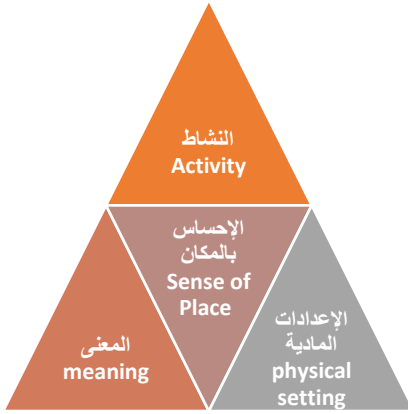 النشاط
Activity
الإحساس
بالمكان
Sense of
Place
المعنى
meaning
الإعدادات
المادية
physical
setting